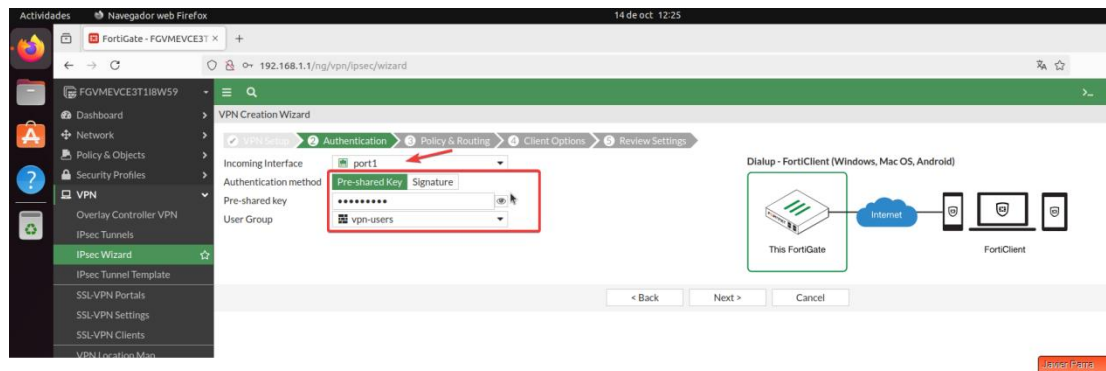 Actividades Navegador web Firefox 14 de oct 12:25
FortiGate - FGVMEVCE3T × +
192.168.1.1/ng/vpn/ipsec/wizard
FGVMEVCE3T1I8W59
Dashboard
Network
Policy & Objects
Security Profiles
VPN
Overlay Controller VPN
IPsec Tunnels
IPsec Wizard
IPsec Tunnel Template
SSL-VPN Portals
SSL-VPN Settings
SSL-VPN Clients
VPN Location Map
>_
VPN Creation Wizard
VPN Setup 2 Authentication 3 Policy & Routing 4 Client Options 5 Review Settings
Incoming Interface port1
Authentication method Pre-shared Key Signature
Pre-shared key •••••••••
User Group vpn-users
Dialup - FortiClient (Windows, Mac OS, Android)
Internet
This FortiGate FortiClient
< Back Next > Cancel
Javier Parra